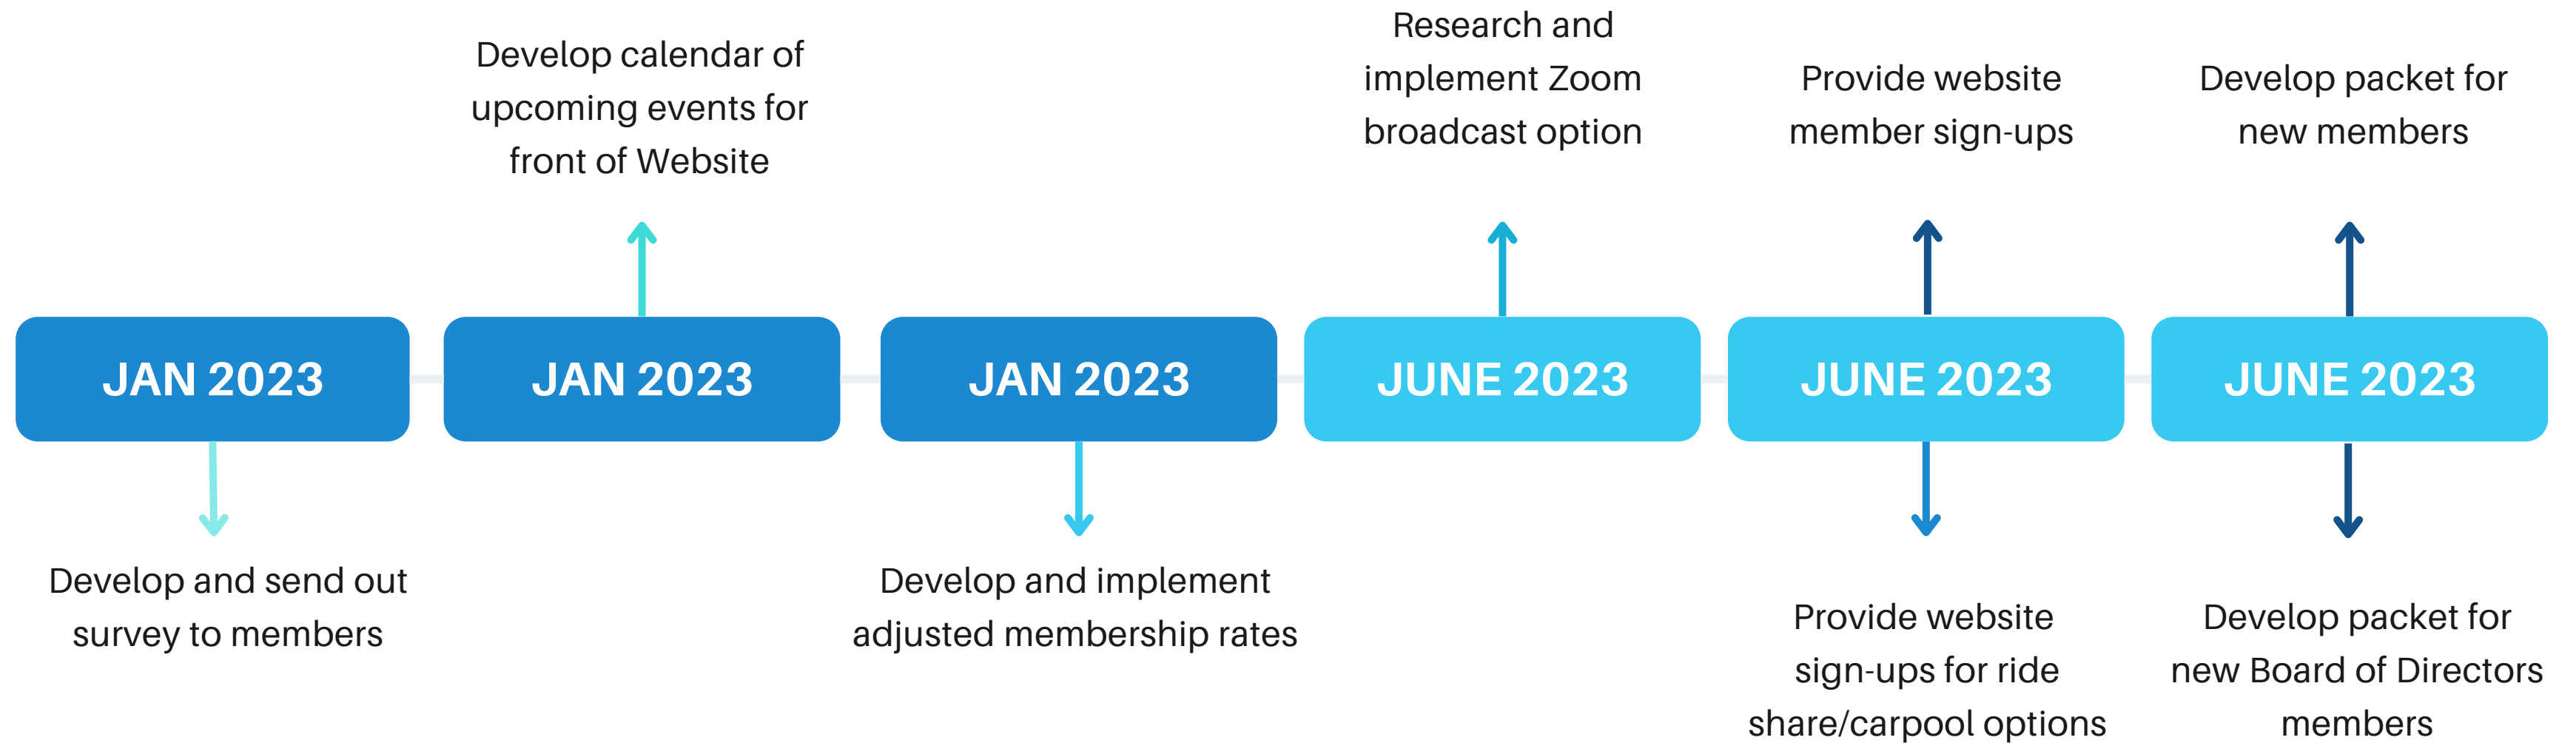 Develop calendar of
upcoming events for
front of Website
Research and
implement Zoom
broadcast option
Provide website
member sign-ups
Develop packet for
new members
JAN 2023
JAN 2023
JAN 2023
JUNE 2023
JUNE 2023
JUNE 2023
Develop and send out
survey to members
Develop and implement
adjusted membership rates
Provide website
sign-ups for ride
share/carpool options
Develop packet for
new Board of Directors
members